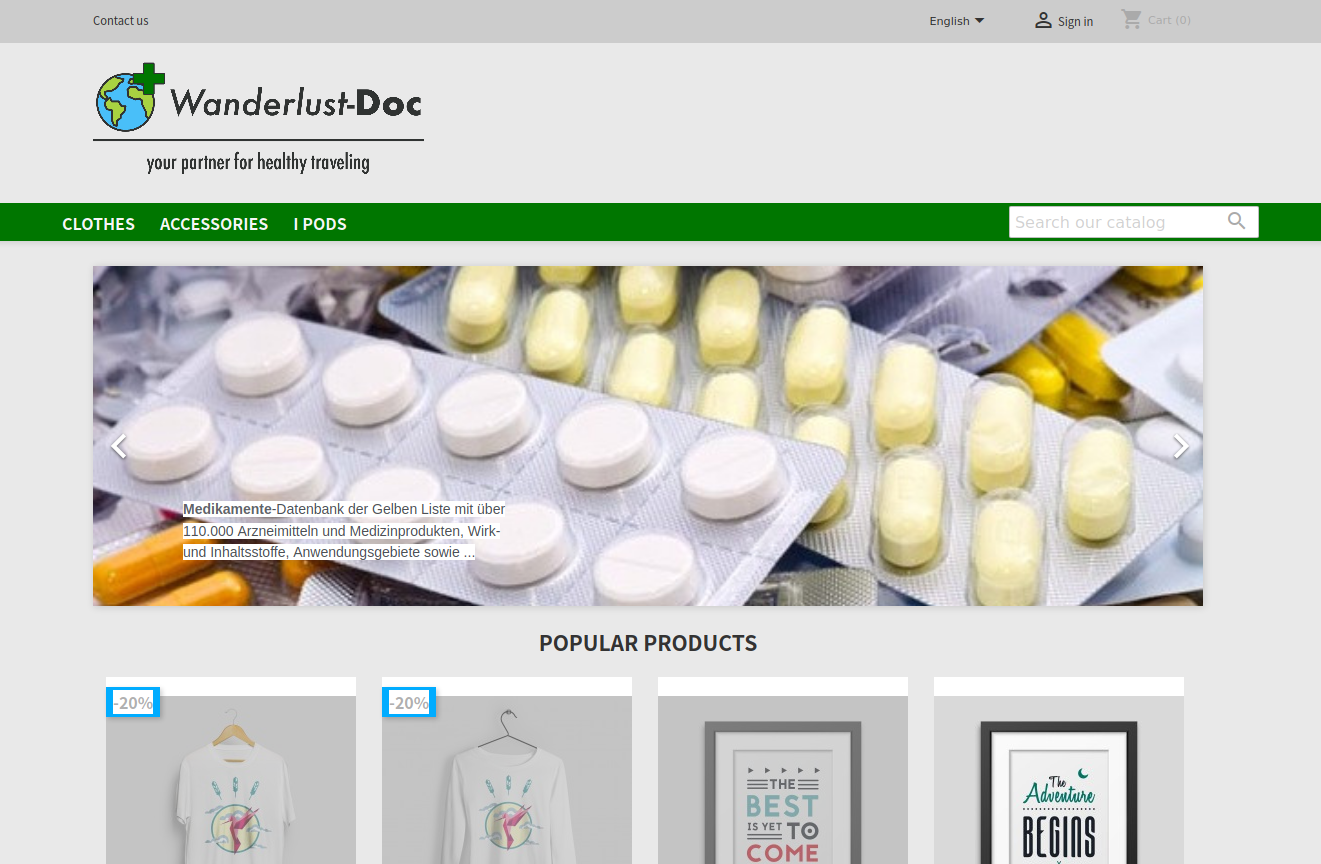 Contact us
English
Sign in
Cart (0)
Wanderlust-Doc
your partner for healthy traveling
CLOTHES
ACCESSORIES
I PODS
Search our catalog
Medikamente-Datenbank der Gelben Liste mit über
110.000 Arzneimitteln und Medizinprodukten, Wirk-
und Inhaltsstoffe, Anwendungsgebiete sowie ...
POPULAR PRODUCTS
-20%
-20%
THE
BEST
IS YET TO
COME
The
Adventure
BEGINS